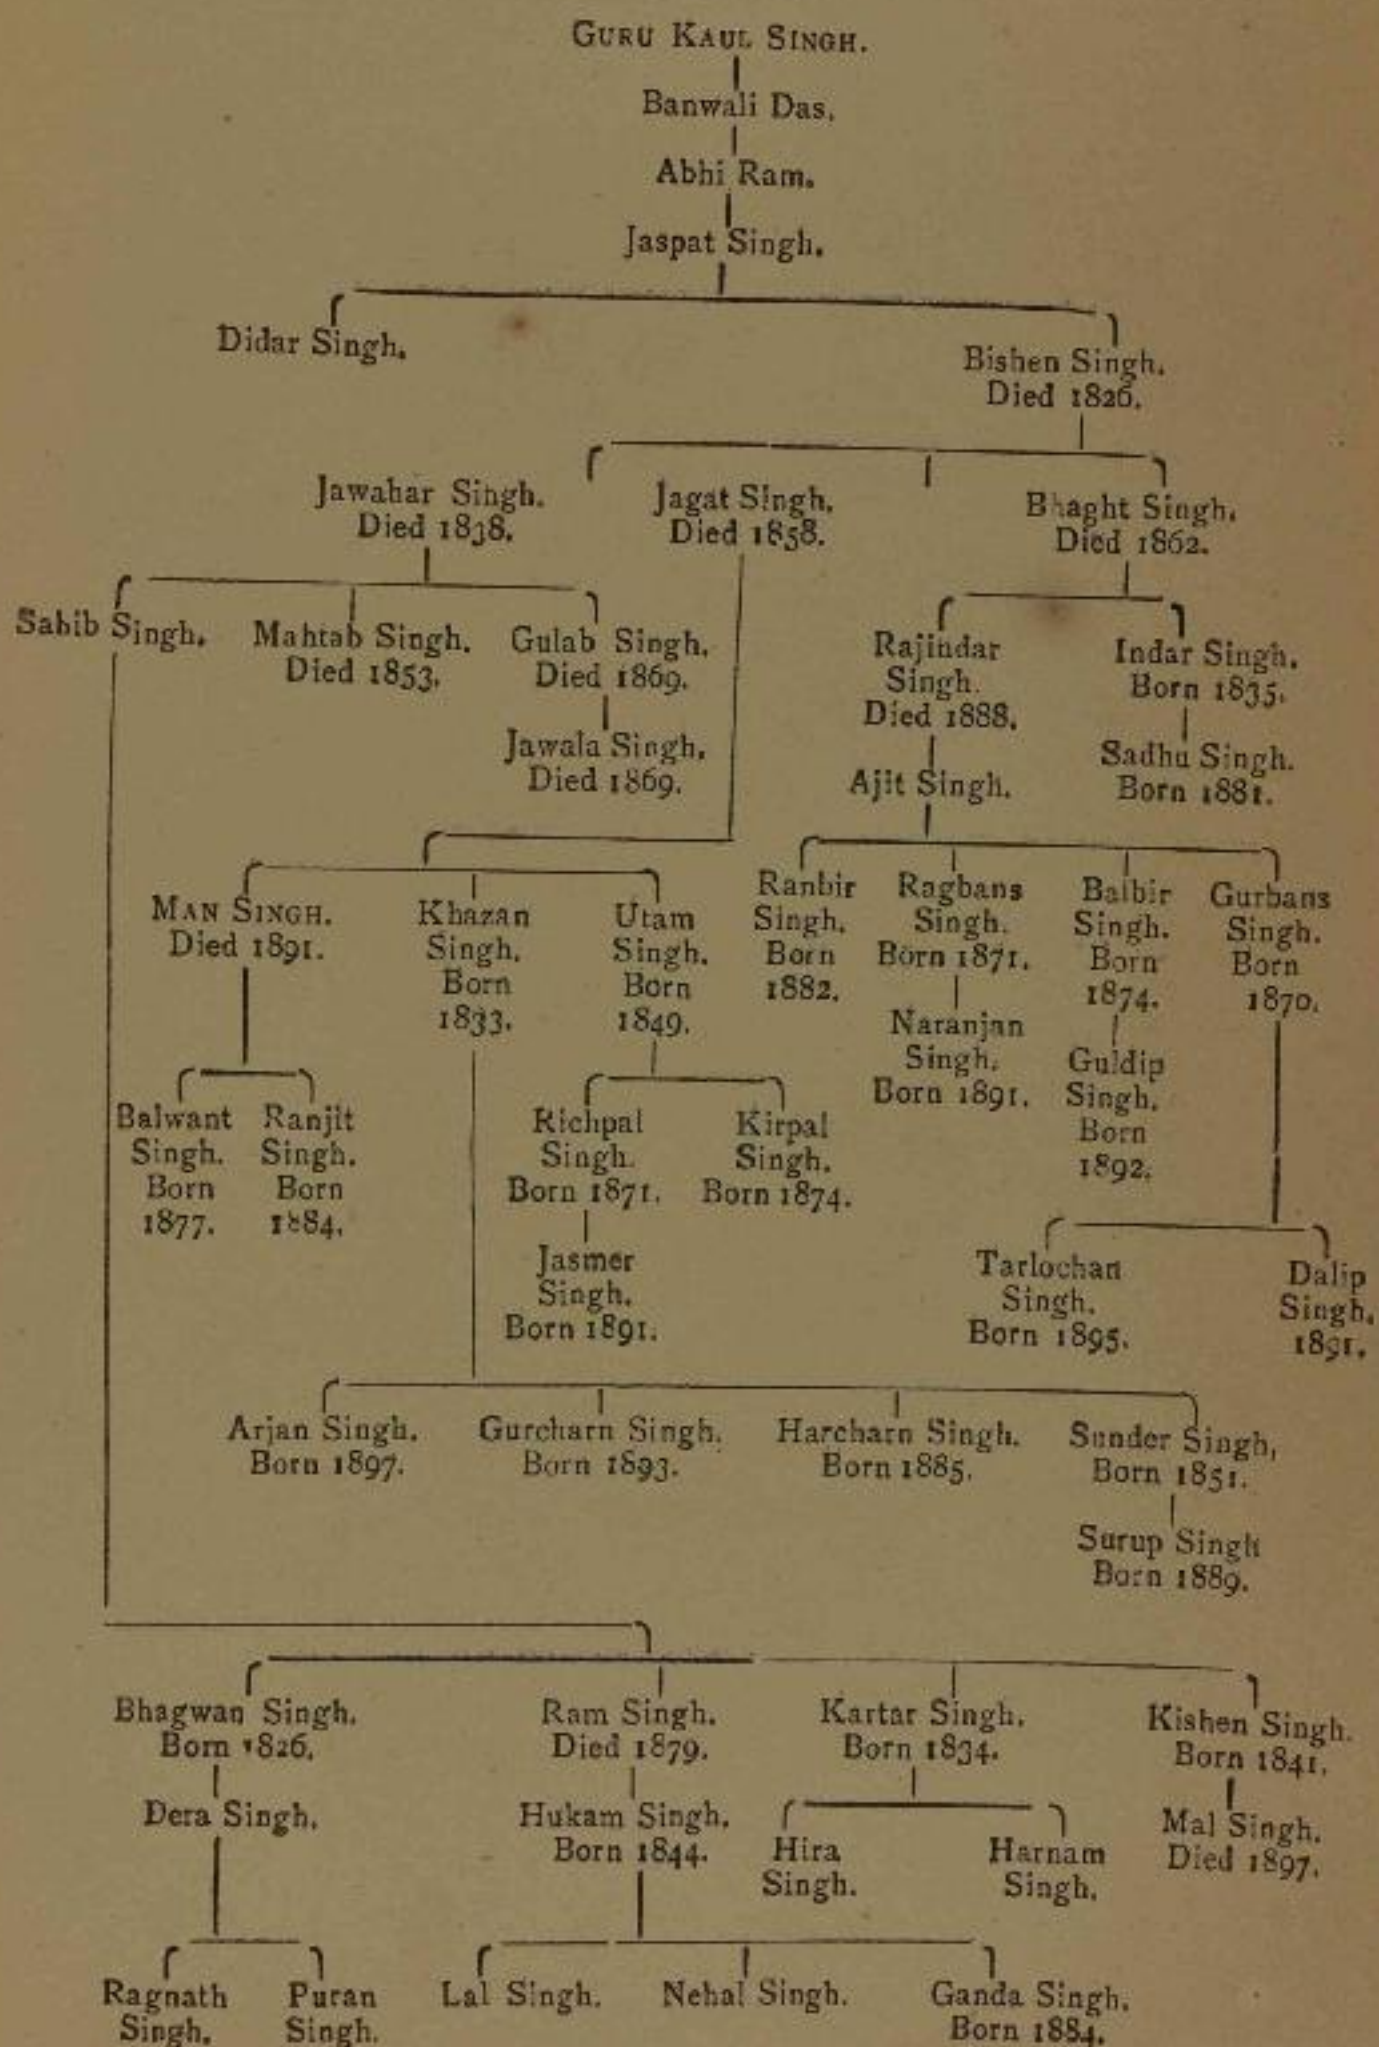 GURU KAUL SINGH.
Banwali Das.
Abhi Ram.
Jaspat Singh.
Didar Singh.
Bishen Singh.
Died 1826.
Jawahar Singh.
Died 1838.
Jagat Singh.
Died 1858.
Bhaght Singh.
Died 1862.
Sahib Singh.
Mahtab Singh.
Died 1853.
Gulab Singh.
Died 1869.
Jawala Singh.
Died 1869.
Rajindar
Singh.
Died 1888.
Ajit Singh.
Indar Singh.
Born 1835.
Sadhu Singh.
Born 1881.
MAN SINGH.
Died 1891.
Khazan
Singh.
Born
1833.
Utam
Singh.
Born
1849.
Ranbir
Singh.
Born
1882.
Ragbans
Singh.
Born 1871.
Naranjan
Singh.
Born 1891.
Balbir
Singh.
Born
1874.
Guldip
Singh.
Born
1892.
Gurbans
Singh.
Born
1870.
Balwant
Singh.
Born
1877.
Ranjit
Singh.
Born
1884.
Richpal
Singh.
Born 1871.
Jasmer
Singh.
Born 1891.
Kirpal
Singh.
Born 1874.
Tarlochan
Singh.
Born 1895.
Dalip
Singh.
1891.
Arjan Singh.
Born 1897.
Gurcharn Singh.
Born 1893.
Harcharn Singh.
Born 1885.
Sunder Singh,
Born 1851.
Surup Singh
Born 1889.
Bhagwan Singh.
Born 1826.
Dera Singh.
Ram Singh.
Died 1879.
Hukam Singh.
Born 1844.
Kartar Singh.
Born 1834.
Hira
Singh.
Harnam
Singh.
Kishen Singh.
Born 1841.
Mal Singh.
Died 1897.
Ragnath
Singh.
Puran
Singh.
Lal Singh.
Nehal Singh.
Ganda Singh.
Born 1884.